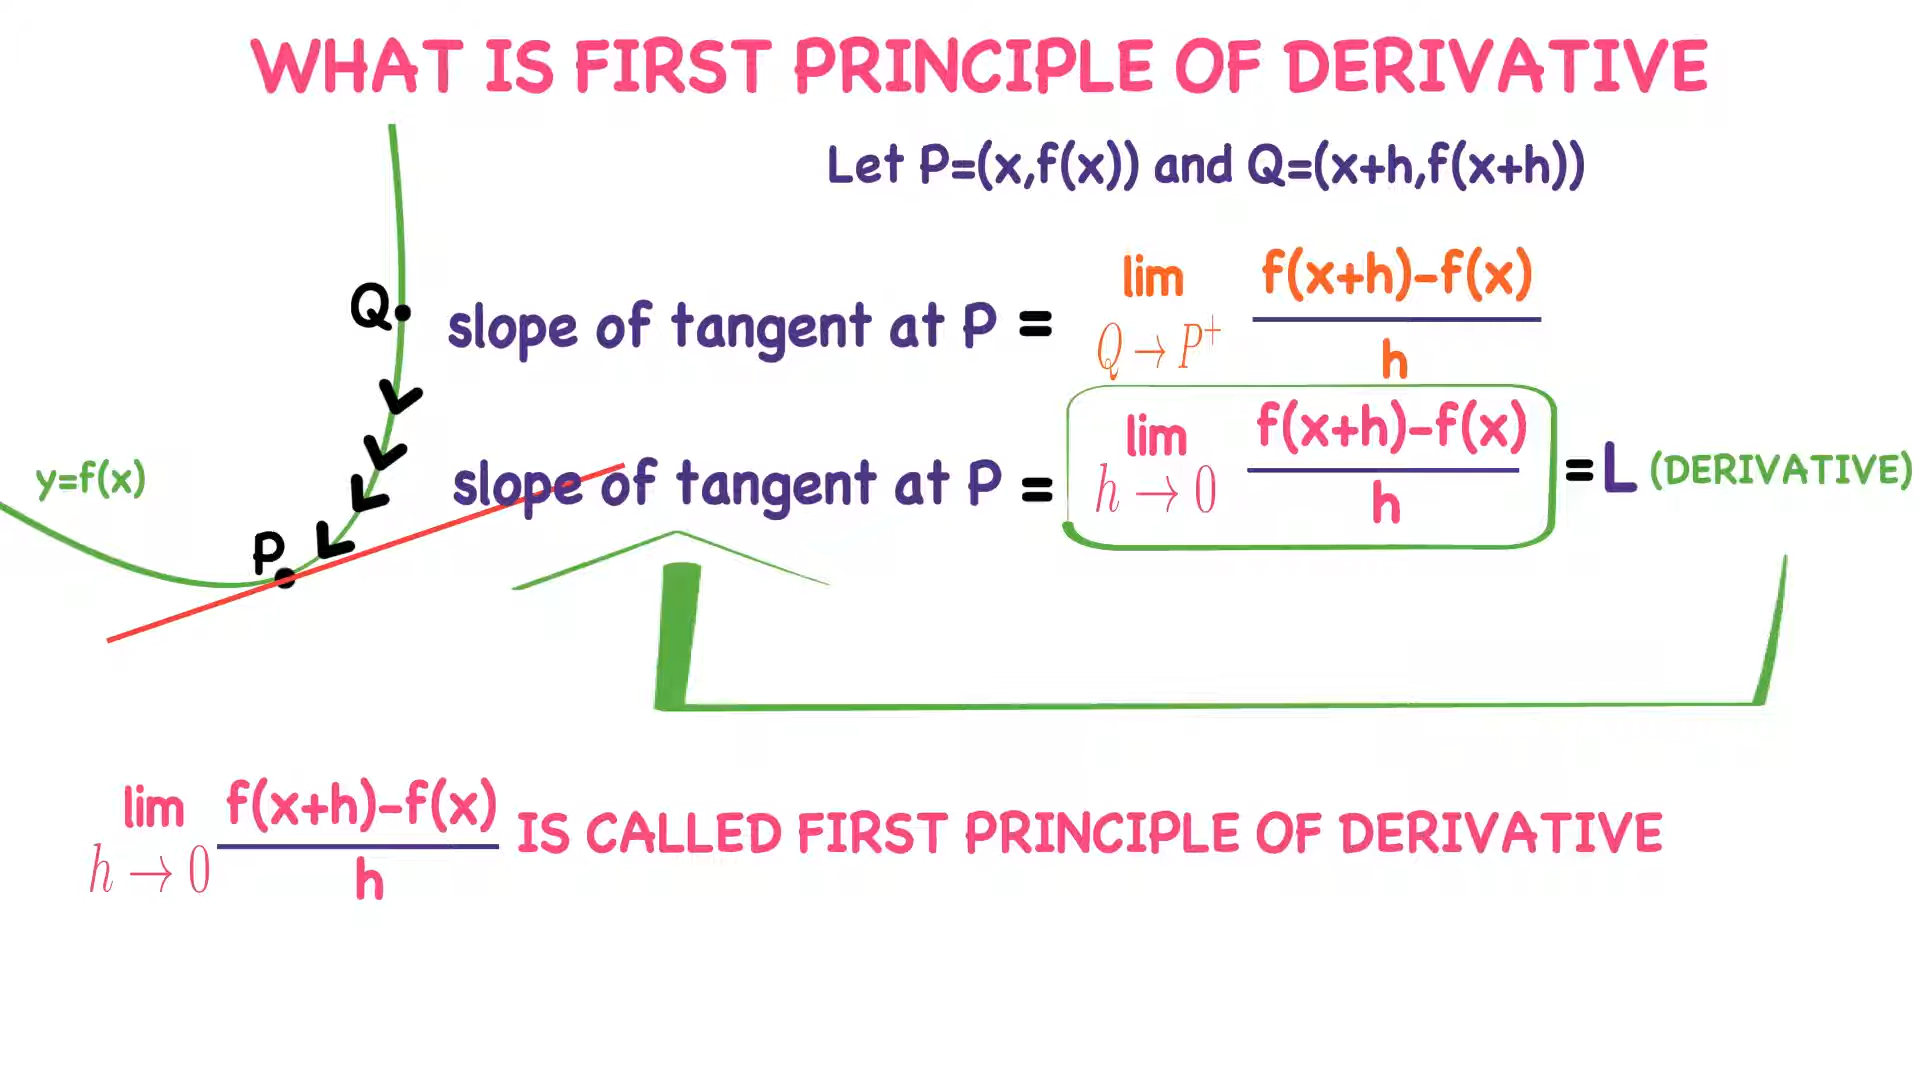 WHAT IS FIRST PRINCIPLE OF DERIVATIVE
Let P=(x,f(x)) and Q=(x+h,f(x+h))
Q
slope of tangent at P = lim Q → P⁺ f(x+h)-f(x) / h
y=f(x)
P
slope of tangent at P = lim h → 0 f(x+h)-f(x) / h =L (DERIVATIVE)
lim h → 0 f(x+h)-f(x) / h IS CALLED FIRST PRINCIPLE OF DERIVATIVE